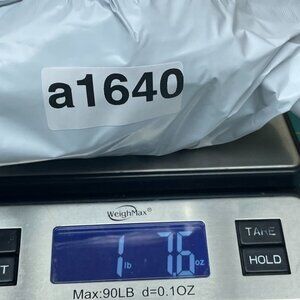 a1640
WeighMax
1 lb 7.6 oz
TARE
HOLD
T
Max:90LB d=0.1OZ